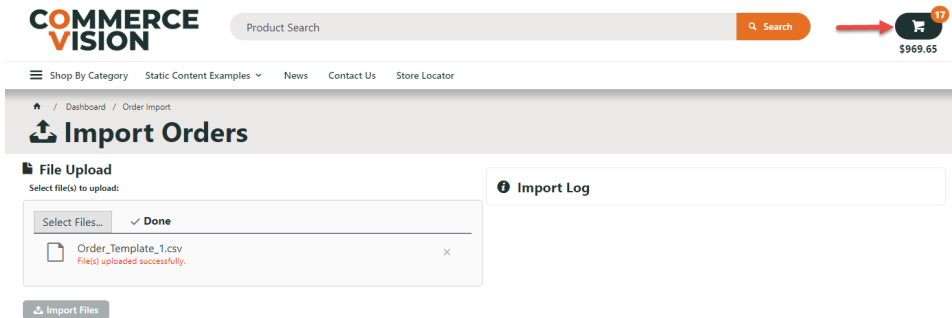 COMMERCE
VISION
Product Search
Search
17
$969.65
Shop By Category Static Content Examples News Contact Us Store Locator
/ Dashboard / Order Import
Import Orders
File Upload
Select file(s) to upload:
Import Log
Select Files... Done
Order_Template_1.csv
File(s) uploaded successfully.
Import Files